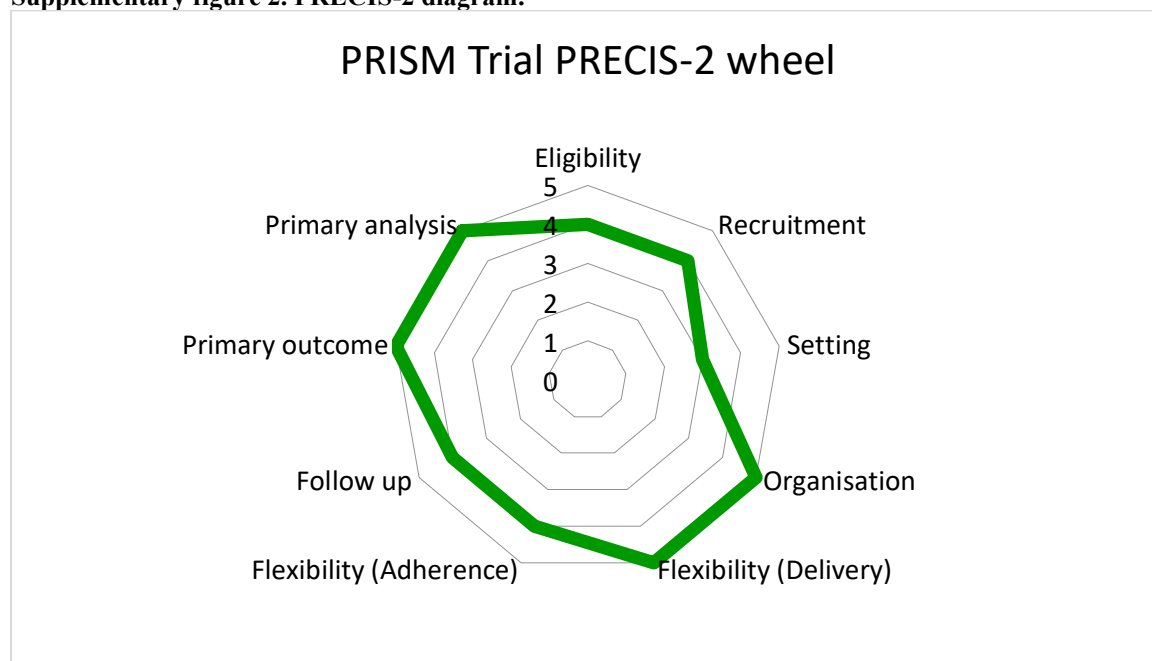 Supplementary figure 2. PRECIS-2 diagram.
PRISM Trial PRECIS-2 wheel
Eligibility
5
Primary analysis
4
Recruitment
3
2
Primary outcome
1
Setting
0
Follow up
Organisation
Flexibility (Adherence)
Flexibility (Delivery)